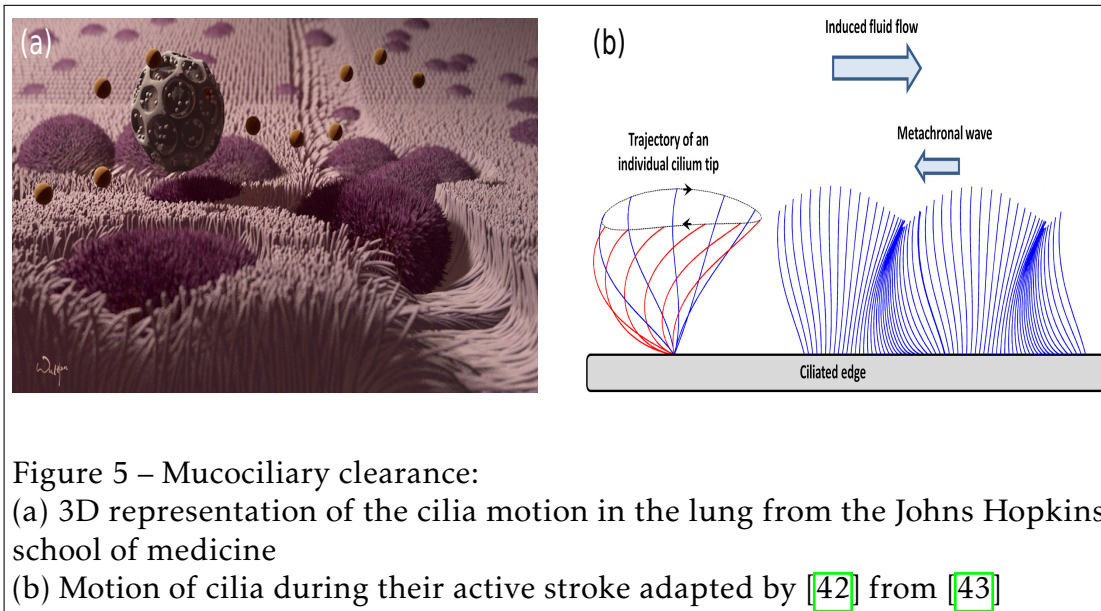 (a)
(b)
Induced fluid flow
Trajectory of an
individual cilium tip
Metachronal wave
Ciliated edge
Figure 5 – Mucociliary clearance:
(a) 3D representation of the cilia motion in the lung from the Johns Hopkins
school of medicine
(b) Motion of cilia during their active stroke adapted by [42] from [43]